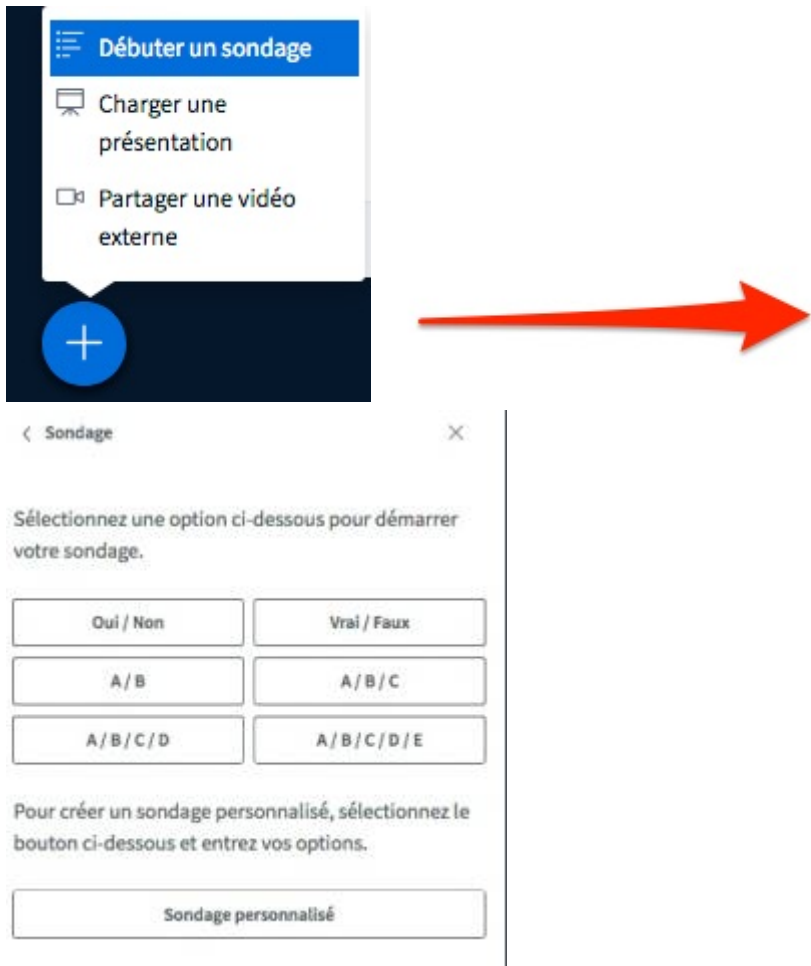 Débuter un sondage
Charger une
présentation
Partager une vidéo
externe
Sondage
Sélectionnez une option ci-dessous pour démarrer
votre sondage.
Oui / Non
Vrai / Faux
A / B
A / B / C
A / B / C / D
A / B / C / D / E
Pour créer un sondage personnalisé, sélectionnez le
bouton ci-dessous et entrez vos options.
Sondage personnalisé